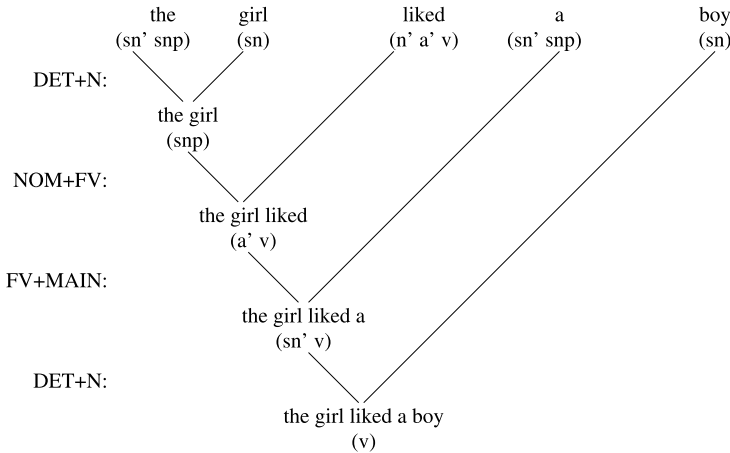 the girl liked a boy
(sn’ snp) (sn) (n’ a’ v) (sn’ snp) (sn)
DET+N:
the girl
(snp)
NOM+FV:
the girl liked
(a’ v)
FV+MAIN:
the girl liked a
(sn’ v)
DET+N:
the girl liked a boy
(v)